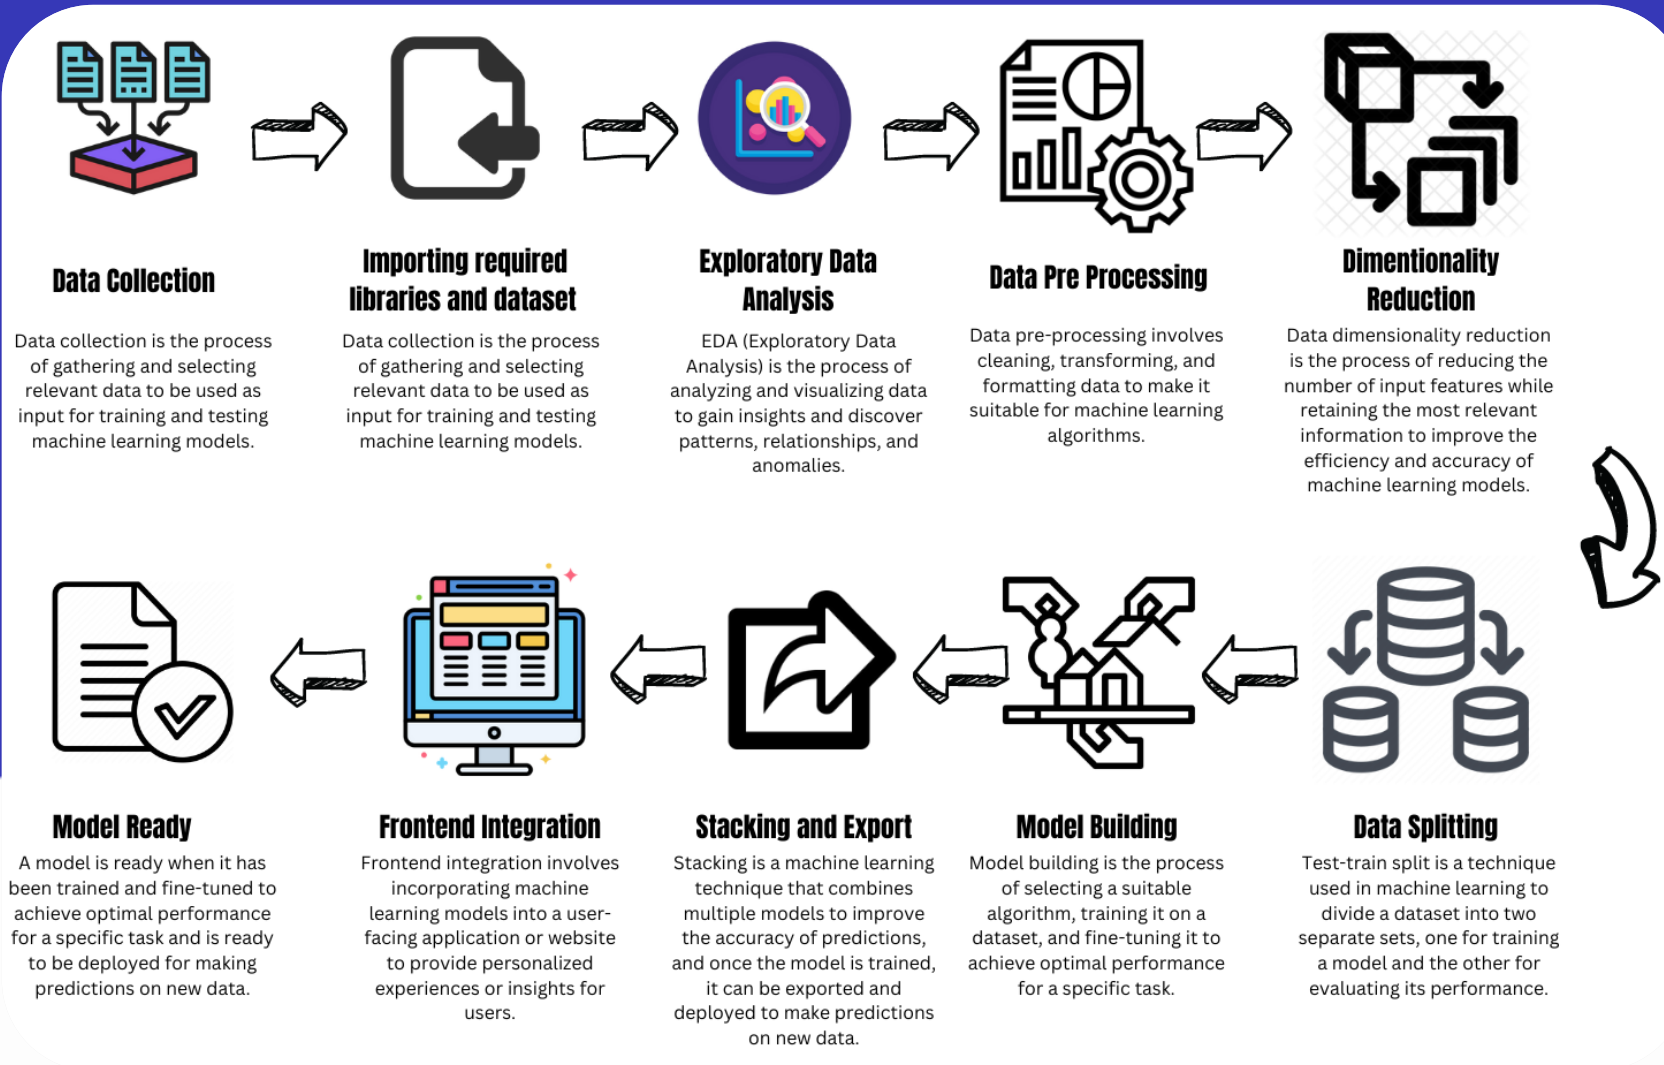 Data Collection
Data collection is the process
of gathering and selecting
relevant data to be used as
input for training and testing
machine learning models.
Importing required
libraries and dataset
Data collection is the process
of gathering and selecting
relevant data to be used as
input for training and testing
machine learning models.
Exploratory Data
Analysis
EDA (Exploratory Data
Analysis) is the process of
analyzing and visualizing data
to gain insights and discover
patterns, relationships, and
anomalies.
Data Pre Processing
Data pre-processing involves
cleaning, transforming, and
formatting data to make it
suitable for machine learning
algorithms.
Dimentionality
Reduction
Data dimensionality reduction
is the process of reducing the
number of input features while
retaining the most relevant
information to improve the
efficiency and accuracy of
machine learning models.
Model Ready
A model is ready when it has
been trained and fine-tuned to
achieve optimal performance
for a specific task and is ready
to be deployed for making
predictions on new data.
Frontend Integration
Frontend integration involves
incorporating machine
learning models into a user-
facing application or website
to provide personalized
experiences or insights for
users.
Stacking and Export
Stacking is a machine learning
technique that combines
multiple models to improve
the accuracy of predictions,
and once the model is trained,
it can be exported and
deployed to make predictions
on new data.
Model Building
Model building is the process
of selecting a suitable
algorithm, training it on a
dataset, and fine-tuning it to
achieve optimal performance
for a specific task.
Data Splitting
Test-train split is a technique
used in machine learning to
divide a dataset into two
separate sets, one for training
a model and the other for
evaluating its performance.